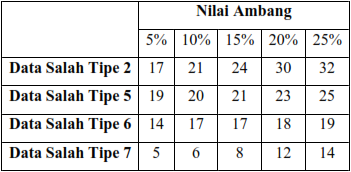 Nilai Ambang
5% 10% 15% 20% 25%
Data Salah Tipe 2 17 21 24 30 32
Data Salah Tipe 5 19 20 21 23 25
Data Salah Tipe 6 14 17 17 18 19
Data Salah Tipe 7 5 6 8 12 14